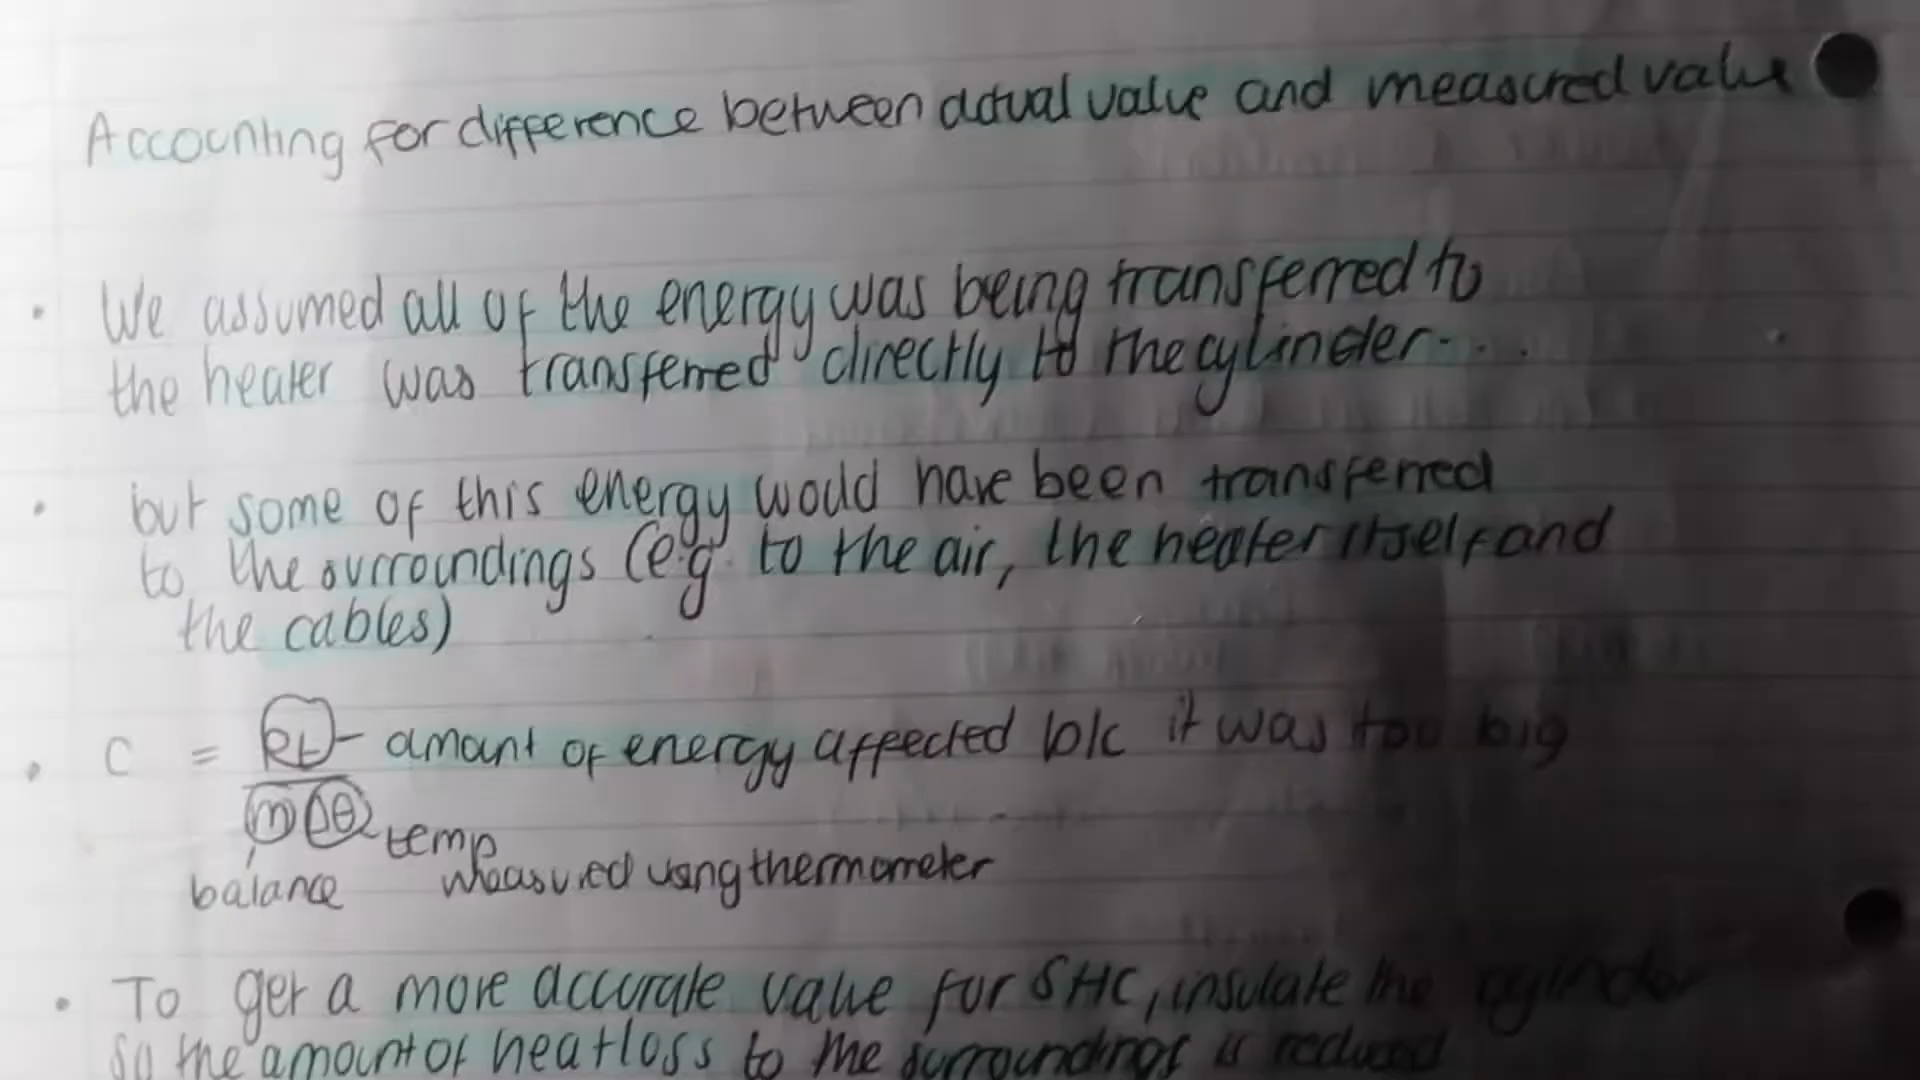 Accounting for difference between actual value and measured value
• We assumed all of the energy was being transferred to
the heater was transferred directly to the cylinder...
• but some of this energy would have been transferred
to the surroundings (e.g. to the air, the heater itself and
the cables)
• C = Pt - amount of energy affected b/c it was too big
m Δθ temp
balance measured using thermometer
• To get a more accurate value for SHC, insulate the cylinder
so the amount of heat loss to the surroundings is reduced